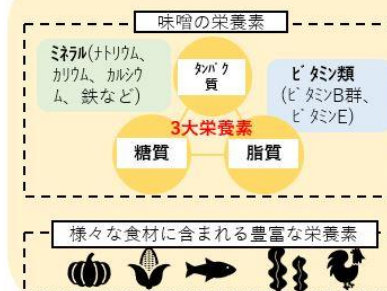 味噌の栄養素
ミネラル(ナトリウム、
カリウム、カルシウ
ム、鉄など)
タンパク
質
ビタミン類
(ビタミンB群、
ビタミンE)
3大栄養素
糖質
脂質
様々な食材に含まれる豊富な栄養素